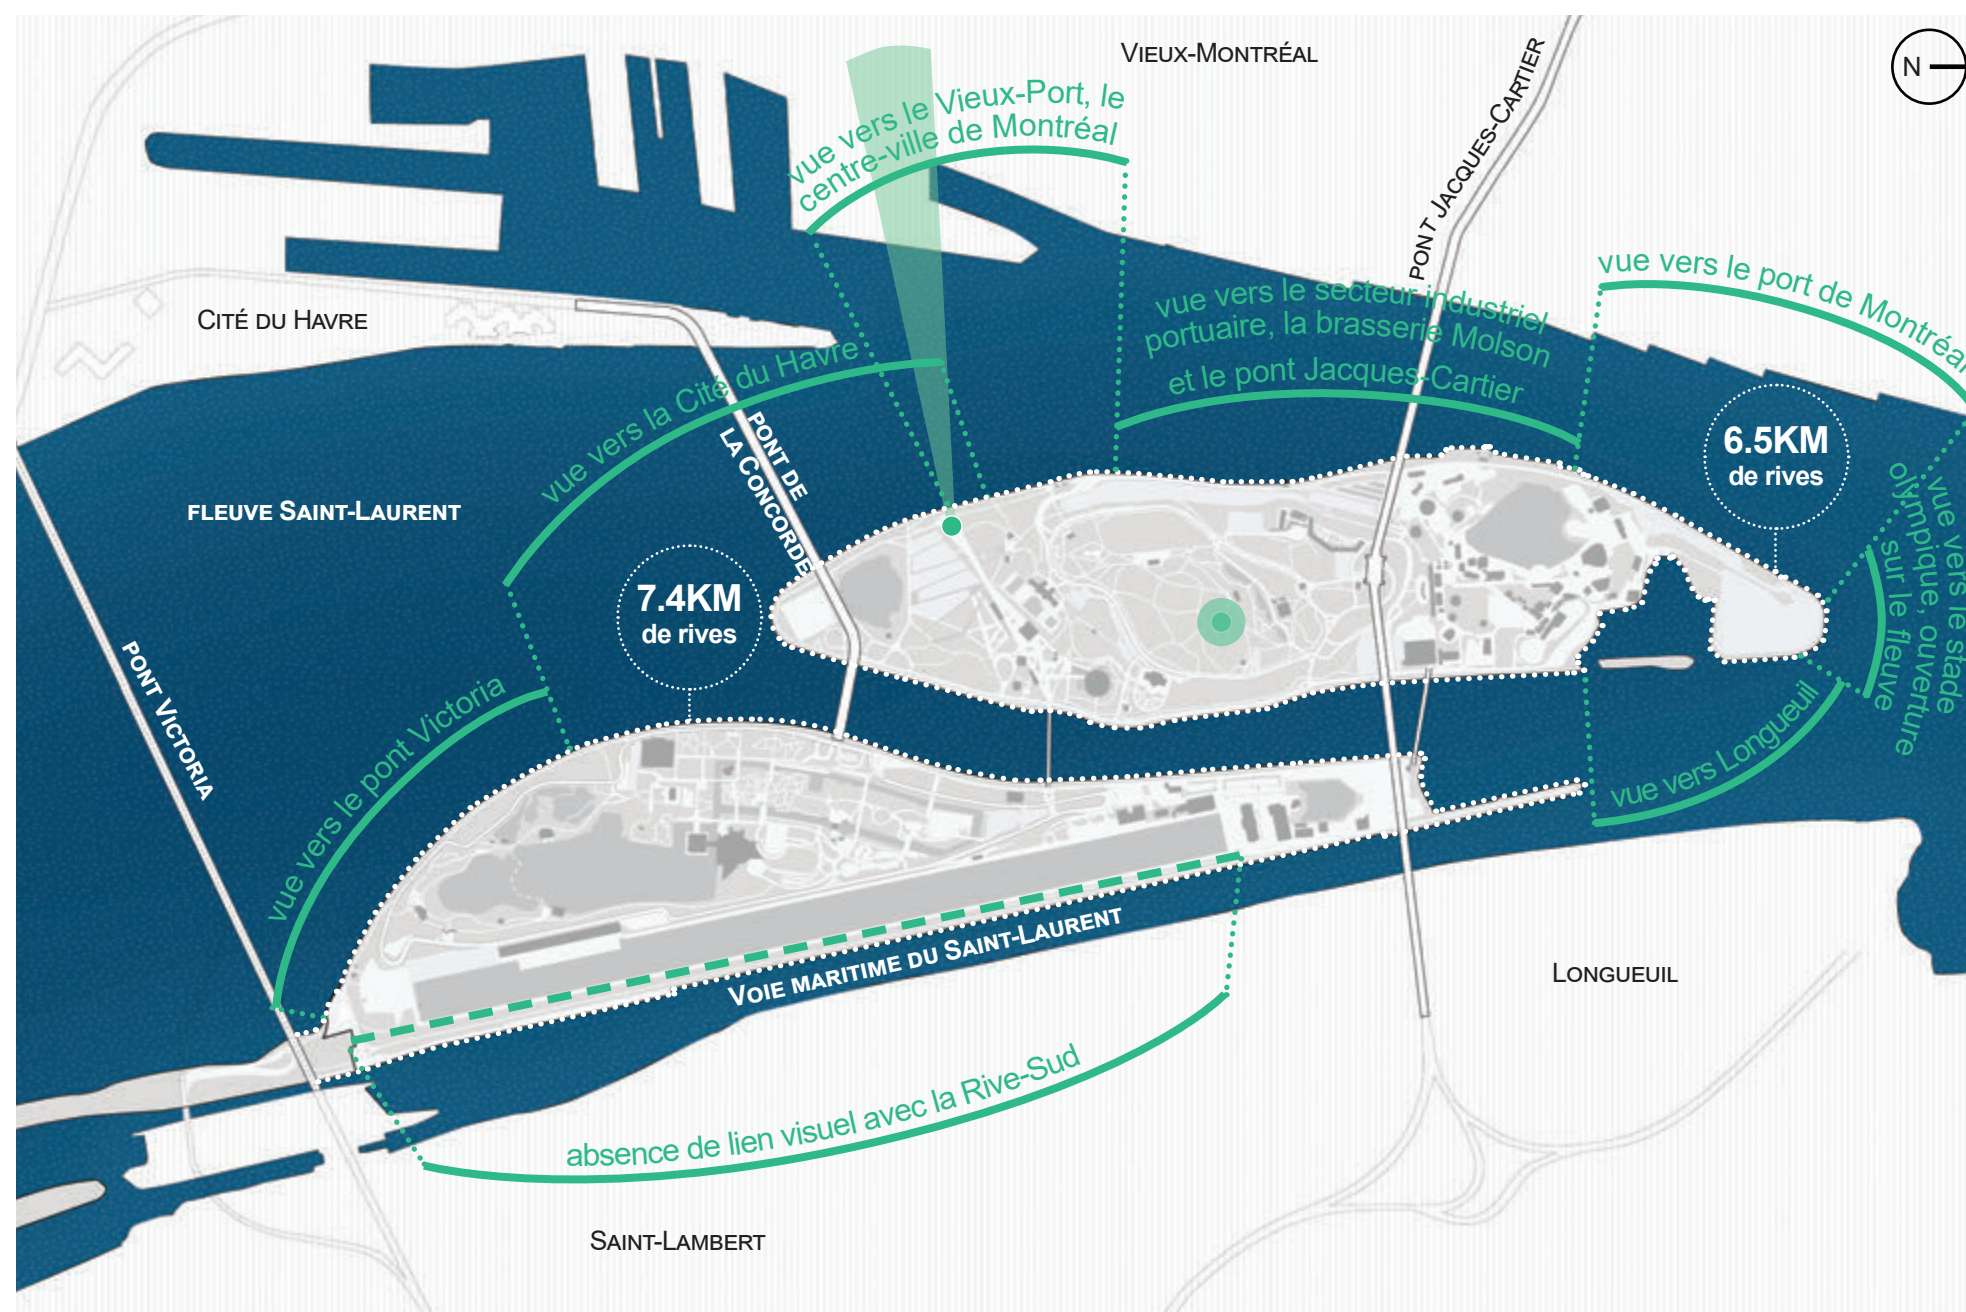 VIEUX-MONTRÉAL
N
vue vers le Vieux-Port, le
centre-ville de Montréal
PONT JACQUES-CARTIER
vue vers le port de Montréal
vue vers le secteur industriel
portuaire, la brasserie Molson
et le pont Jacques-Cartier
CITÉ DU HAVRE
vue vers la Cité du Havre
PONT DE
LA CONCORDE
6.5KM
de rives
FLEUVE SAINT-LAURENT
vue vers le stade
olympique, ouverture
sur le fleuve
7.4KM
de rives
PONT VICTORIA
vue vers le pont Victoria
vue vers Longueuil
VOIE MARITIME DU SAINT-LAURENT
LONGUEUIL
absence de lien visuel avec la Rive-Sud
SAINT-LAMBERT